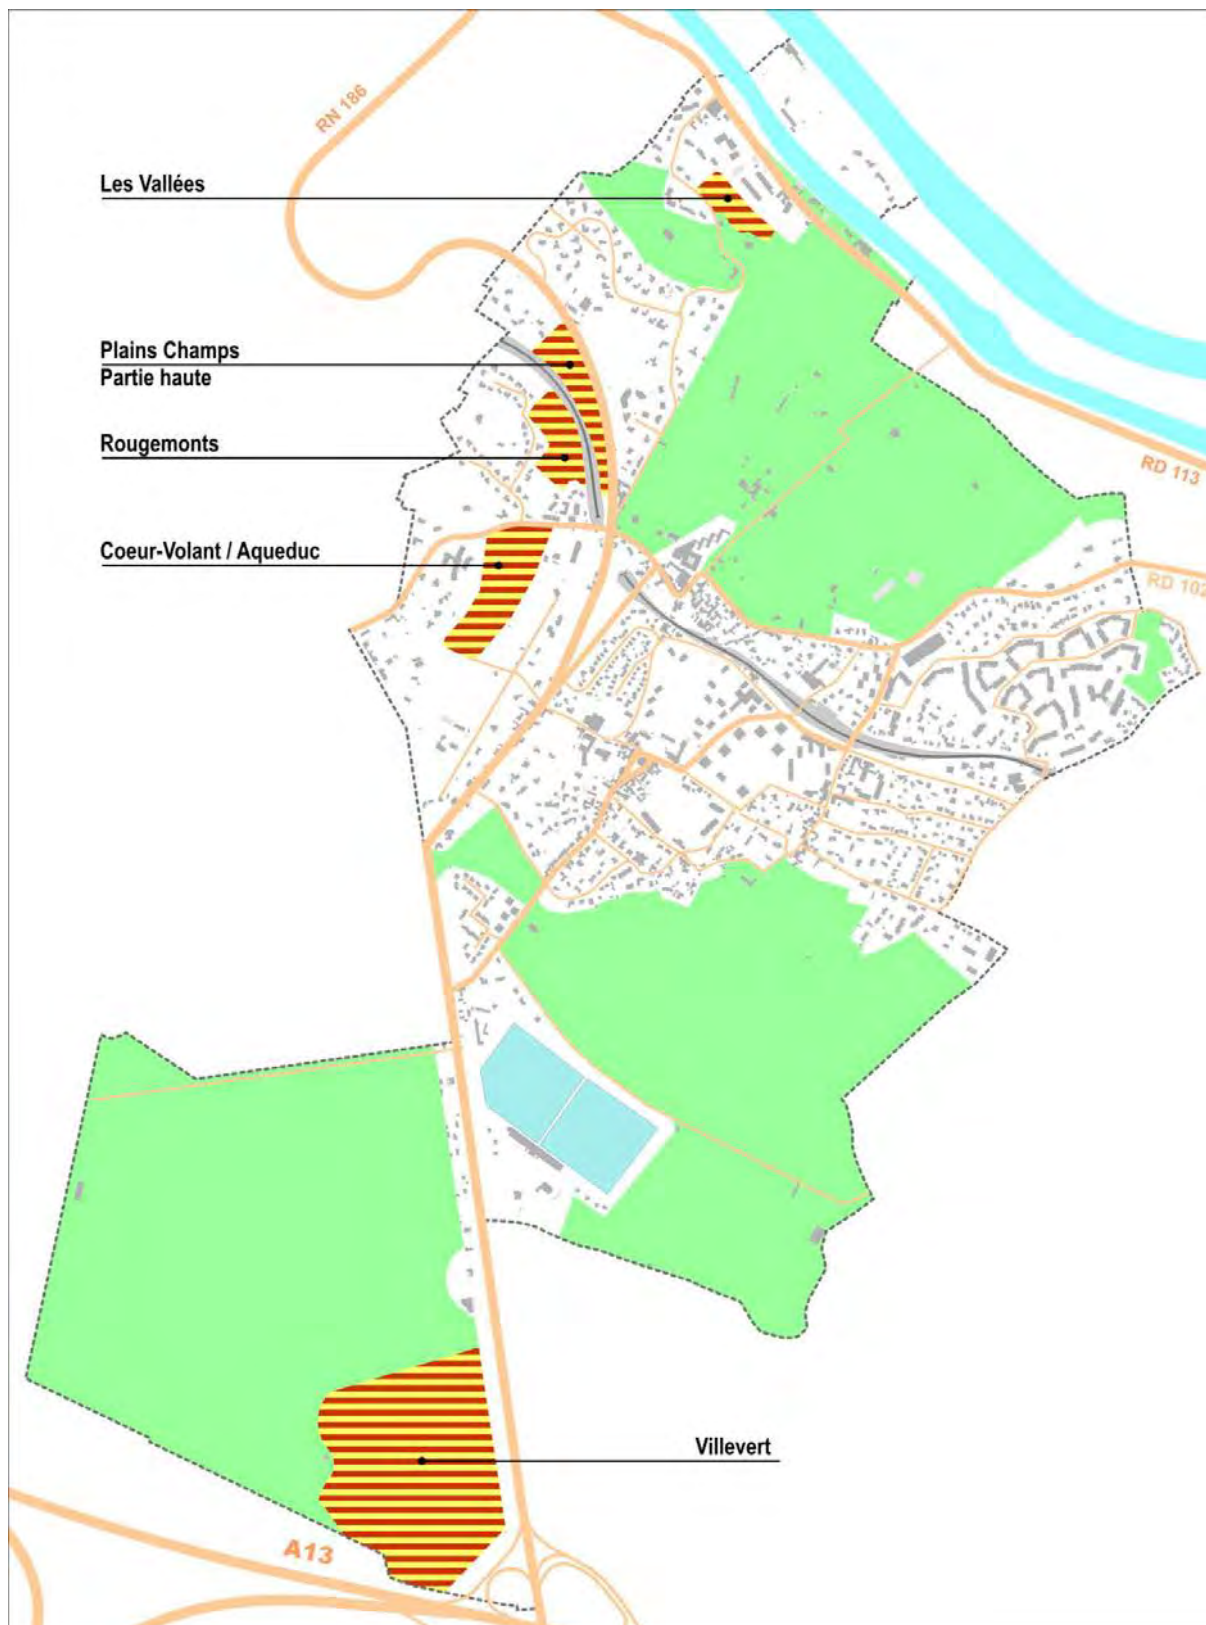 RN 186
Les Vallées
Plains Champs
Partie haute
Rougemonts
RD 113
Coeur-Volant / Aqueduc
RD 102
Villevert
A13